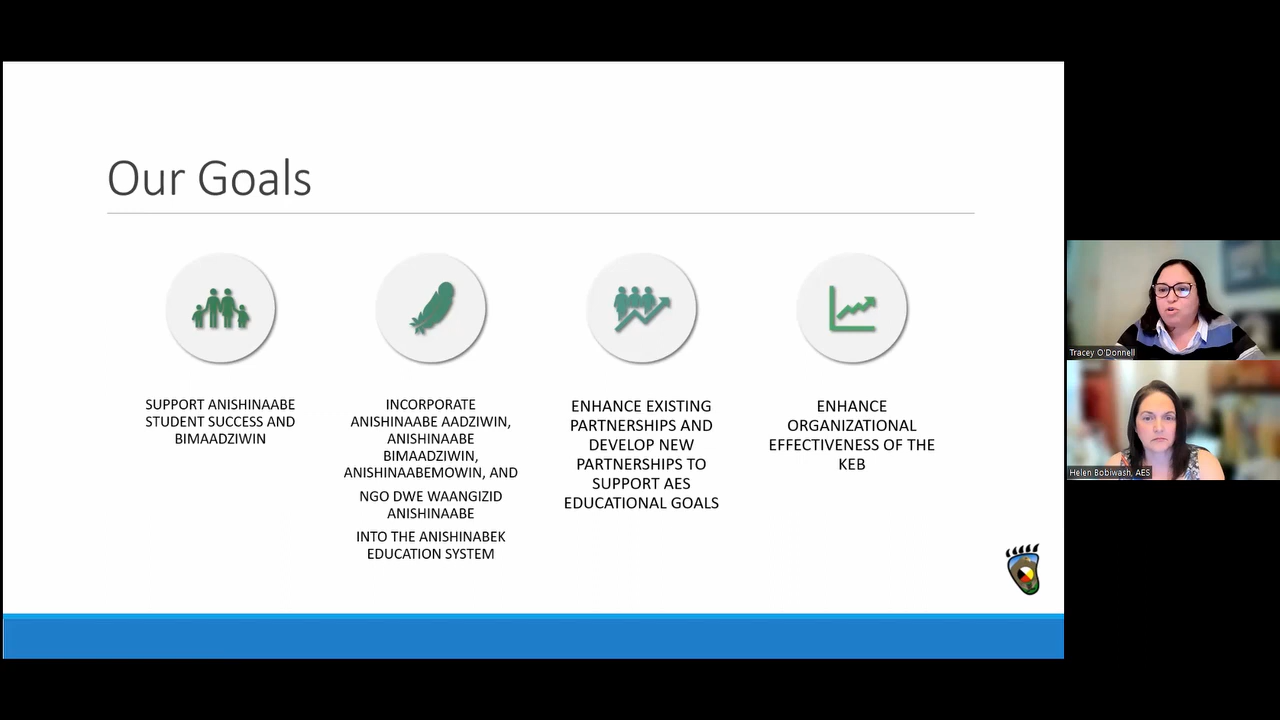 Our Goals
SUPPORT ANISHINAABE
STUDENT SUCCESS AND
BIMAADZIWIN
INCORPORATE
ANISHINAABE AADZIWIN,
ANISHINAABE
BIMAADZIWIN,
ANISHINAABEMOWIN, AND
NGO DWE WAANGIZID
ANISHINAABE
INTO THE ANISHINABEK
EDUCATION SYSTEM
ENHANCE EXISTING
PARTNERSHIPS AND
DEVELOP NEW
PARTNERSHIPS TO
SUPPORT AES
EDUCATIONAL GOALS
ENHANCE
ORGANIZATIONAL
EFFECTIVENESS OF THE
KEB
Tracey O'Donnell
Helen Bobiwash, AES